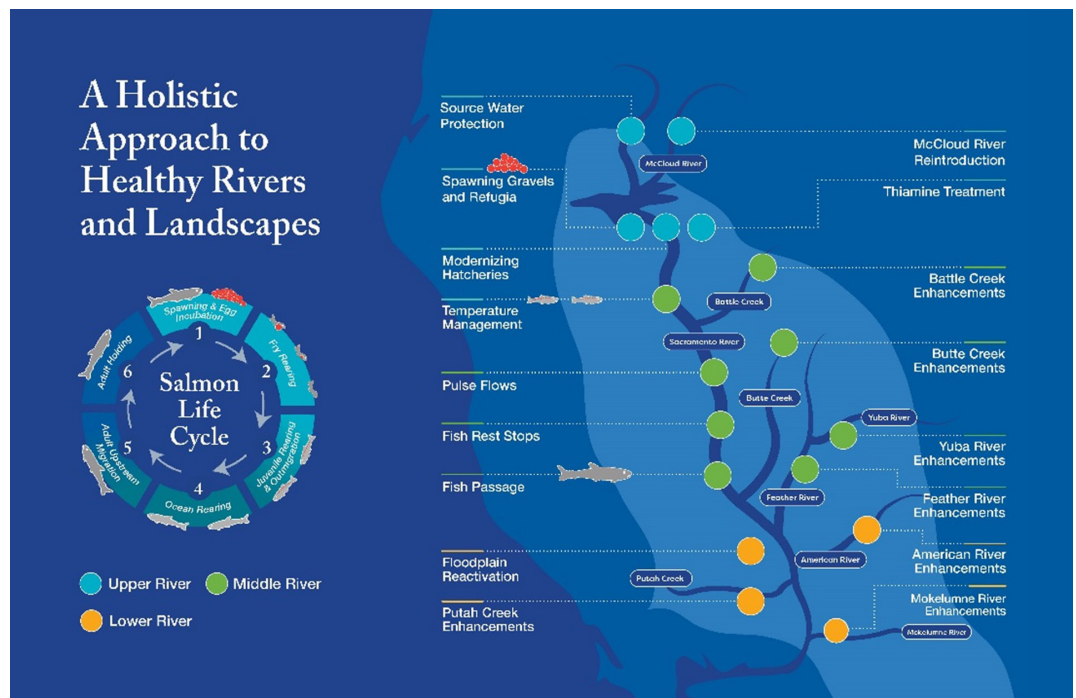 A Holistic
Approach to
Healthy Rivers
and Landscapes
Spawning & Egg
Incubation
1
Fry Rearing
2
Juvenile Rearing
& Outmigration
3
Ocean Rearing
4
Adult Upstream
Migration
5
Adult Holding
6
Salmon
Life
Cycle
Upper River
Middle River
Lower River
Source Water
Protection
Spawning Gravels
and Refugia
Modernizing
Hatcheries
Temperature
Management
Pulse Flows
Fish Rest Stops
Fish Passage
Floodplain
Reactivation
Putah Creek
Enhancements
McCloud River
Battle Creek
Sacramento River
Butte Creek
Yuba River
Feather River
American River
Putah Creek
Mokelumne River
McCloud River
Reintroduction
Thiamine Treatment
Battle Creek
Enhancements
Butte Creek
Enhancements
Yuba River
Enhancements
Feather River
Enhancements
American River
Enhancements
Mokelumne River
Enhancements